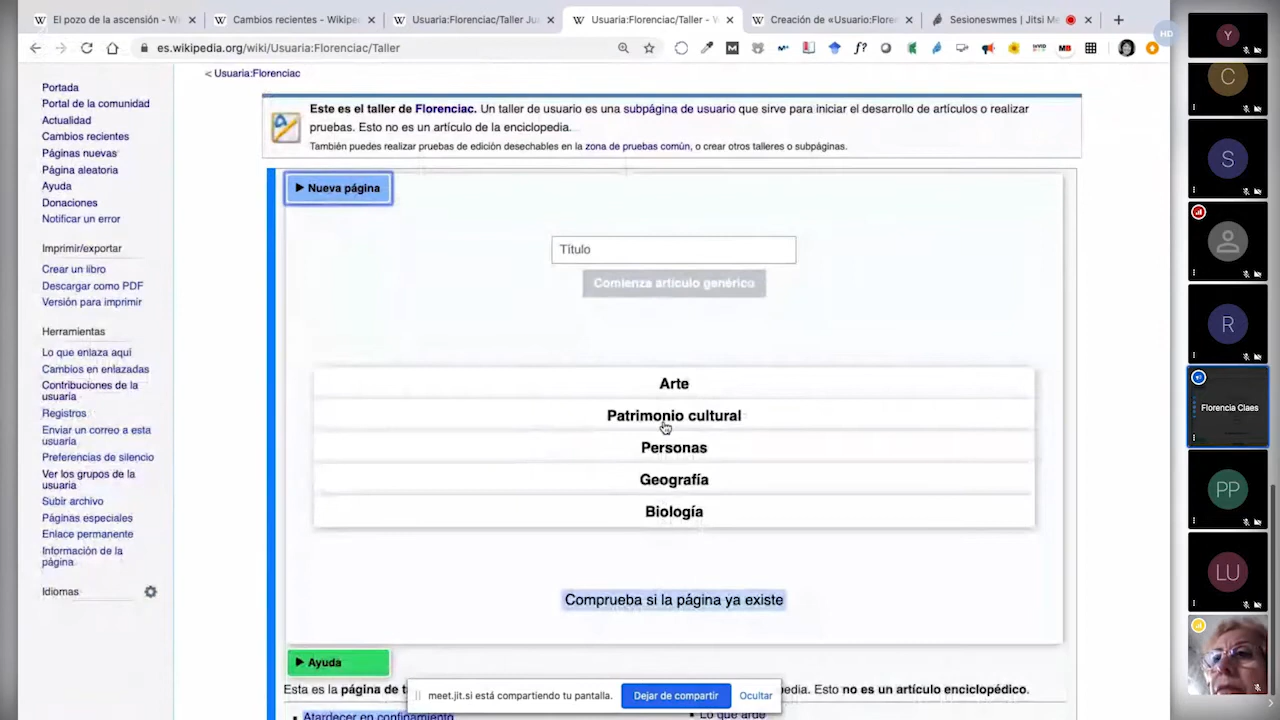 El pozo de la ascensión - Wi
Cambios recientes - Wikiped
Usuaria:Florenciac/Taller Ju
Usuaria:Florenciac/Taller - W
Creación de «Usuario:Floren
Sesioneswmes | Jitsi Me
es.wikipedia.org/wiki/Usuaria:Florenciac/Taller
HD
< Usuaria:Florenciac
Portada
Portal de la comunidad
Actualidad
Cambios recientes
Páginas nuevas
Página aleatoria
Ayuda
Donaciones
Notificar un error
Imprimir/exportar
Crear un libro
Descargar como PDF
Versión para imprimir
Herramientas
Lo que enlaza aquí
Cambios en enlazadas
Contribuciones de la
usuaria
Registros
Enviar un correo a esta
usuaria
Preferencias de silencio
Ver los grupos de la
usuaria
Subir archivo
Páginas especiales
Enlace permanente
Información de la
página
Idiomas
Este es el taller de Florenciac. Un taller de usuario es una subpágina de usuario que sirve para iniciar el desarrollo de artículos o realizar
pruebas. Esto no es un artículo de la enciclopedia.
También puedes realizar pruebas de edición desechables en la zona de pruebas común, o crear otros talleres o subpáginas.
Nueva página
Título
Comienza artículo genérico
Arte
Patrimonio cultural
Personas
Geografía
Biología
Comprueba si la página ya existe
Ayuda
Esta es la página de
edia. Esto no es un artículo enciclopédico.
Atardecer en confinamiento
Lo que arde
meet.jit.si está compartiendo tu pantalla.
Dejar de compartir
Ocultar
Y
C
S
R
Florencia Claes
PP
LU